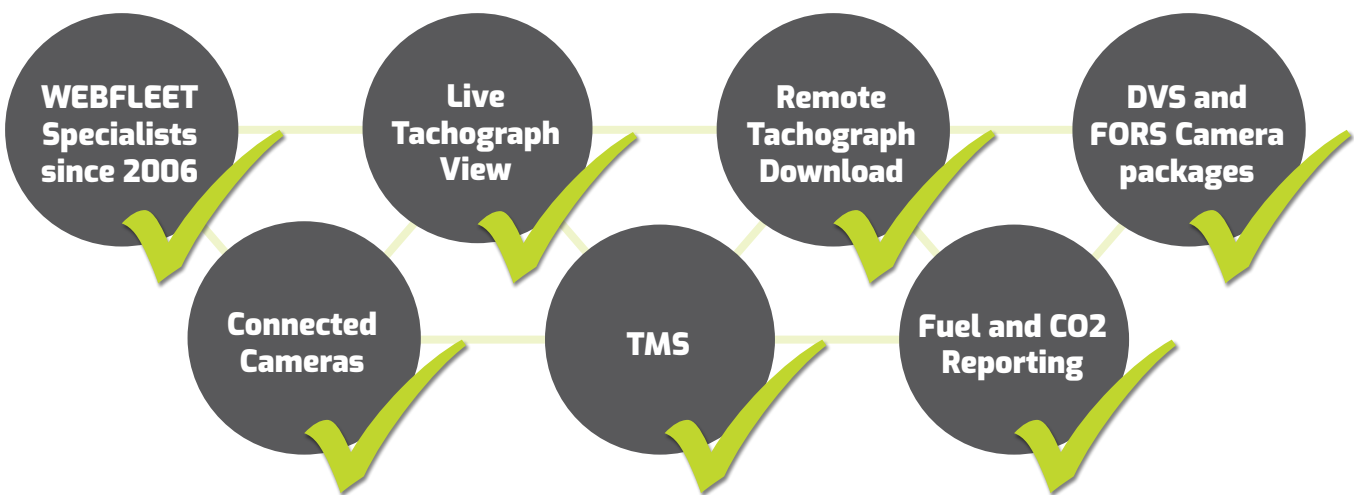 WEBFLEET
Specialists
since 2006
Live
Tachograph
View
Remote
Tachograph
Download
DVS and
FORS Camera
packages
Connected
Cameras
TMS
Fuel and CO2
Reporting